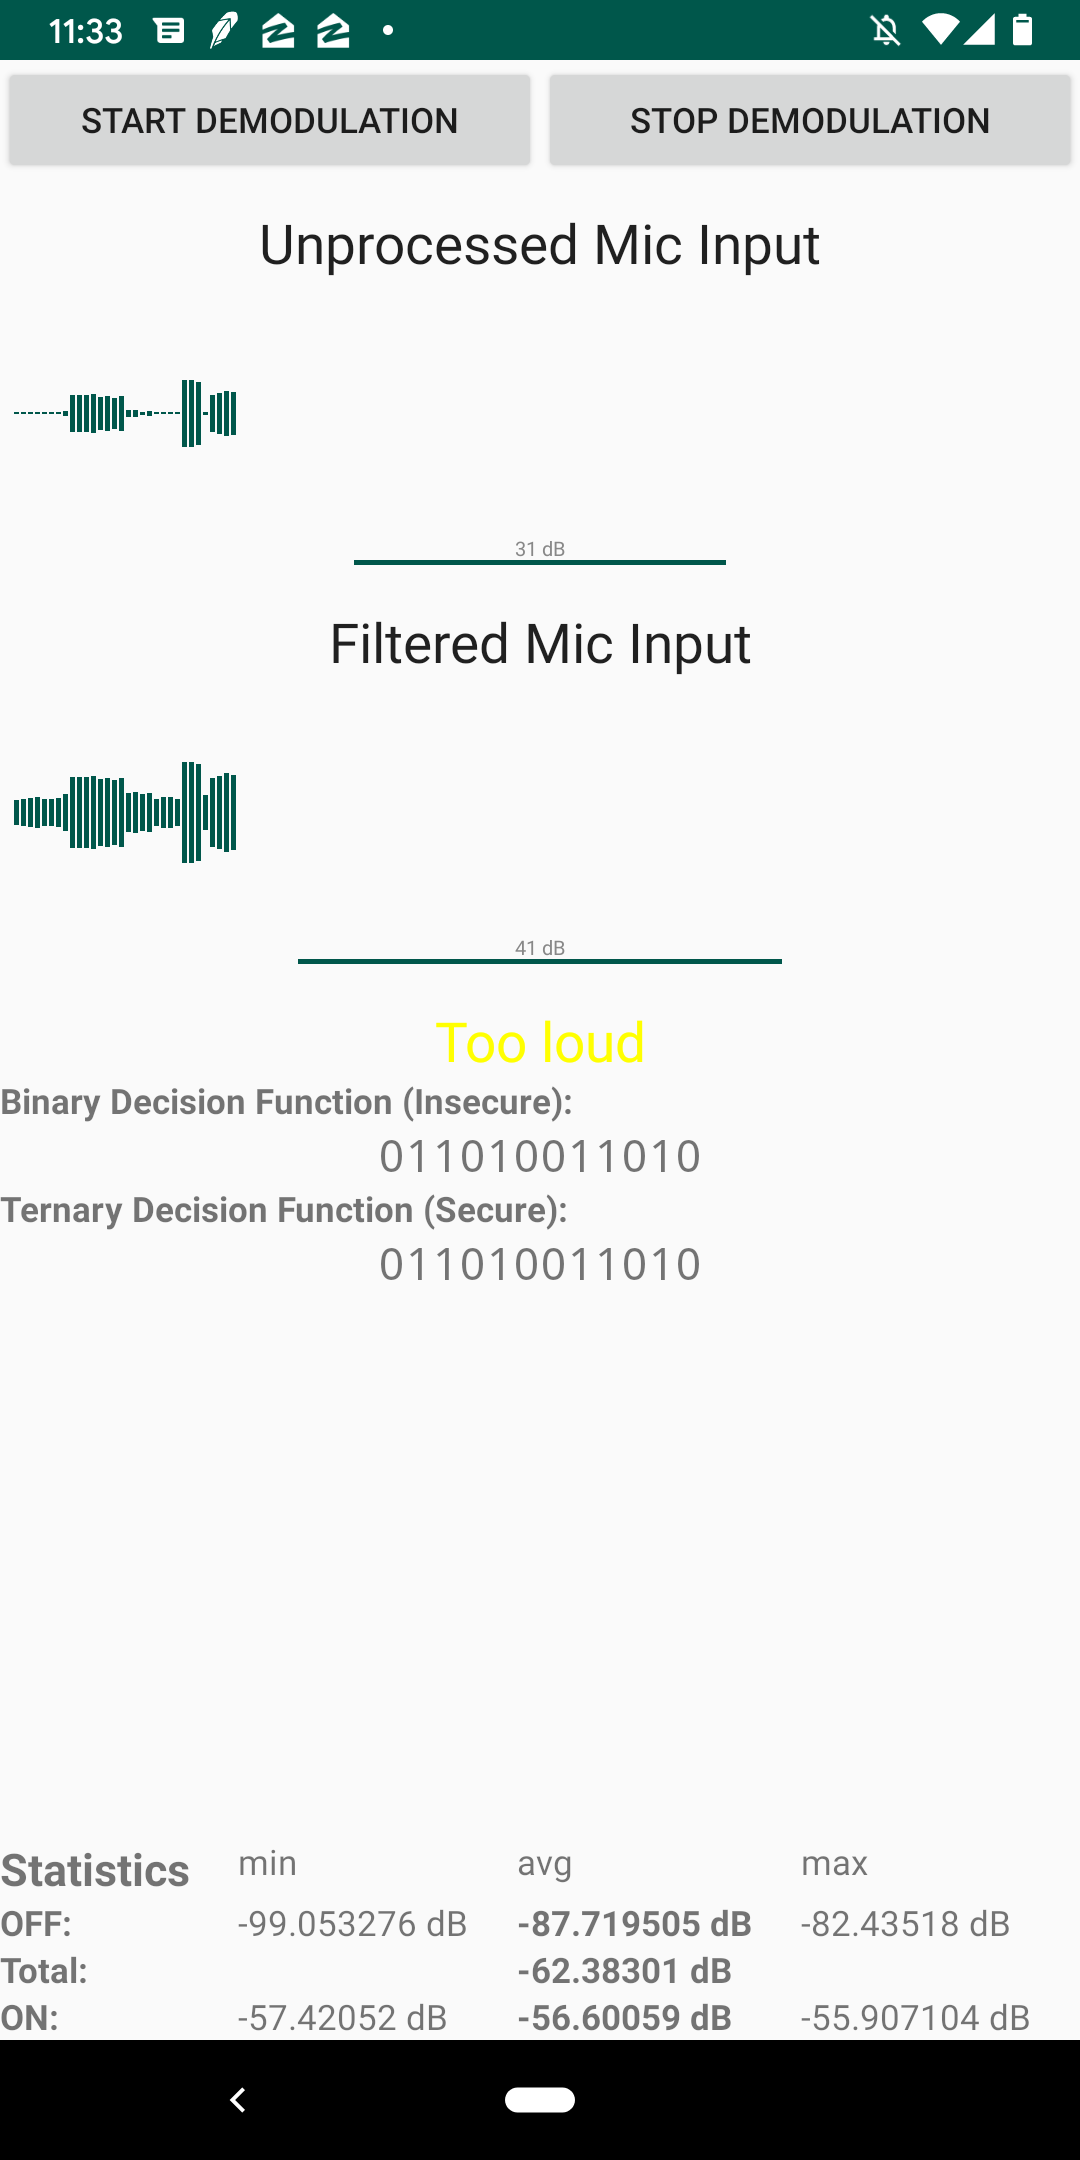 11:33
START DEMODULATION STOP DEMODULATION
Unprocessed Mic Input
31 dB
Filtered Mic Input
41 dB
Too loud
Binary Decision Function (Insecure):
011010011010
Ternary Decision Function (Secure):
011010011010
Statistics min avg max
OFF: -99.053276 dB -87.719505 dB -82.43518 dB
Total: -62.38301 dB
ON: -57.42052 dB -56.60059 dB -55.907104 dB